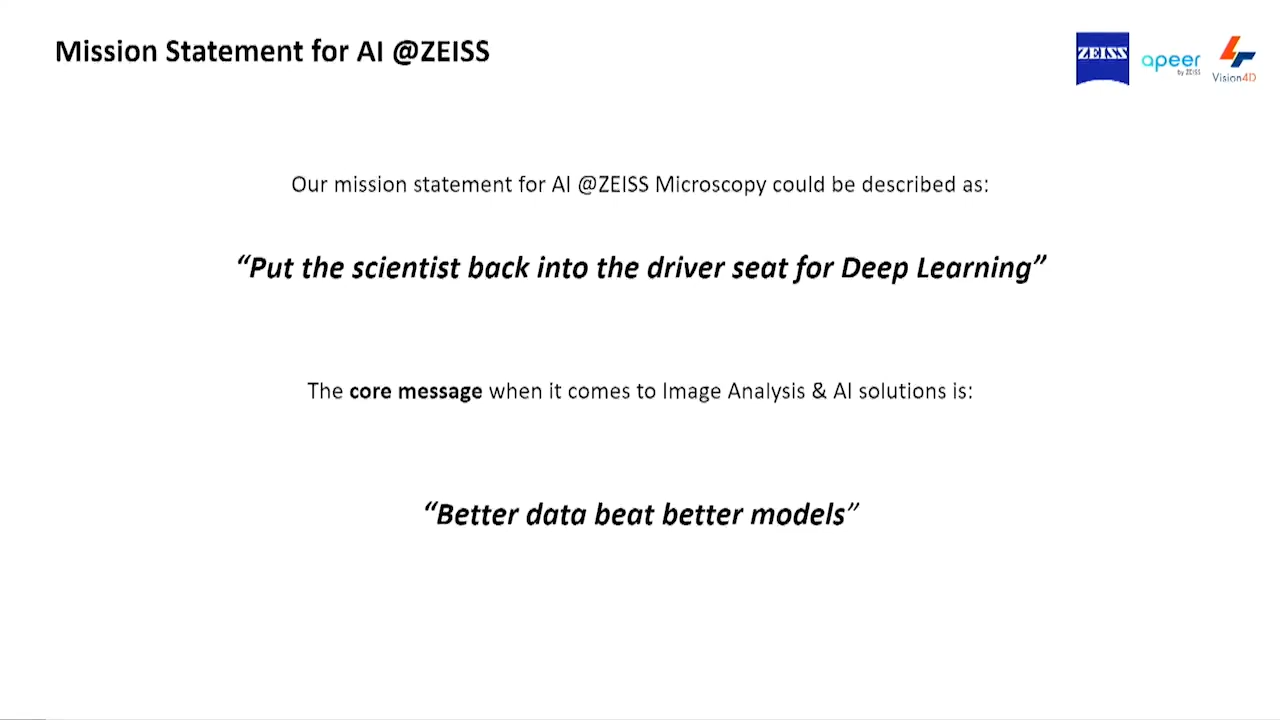 Mission Statement for AI @ZEISS
ZEISS
apeer
by ZEISS
Vision4D
Our mission statement for AI @ZEISS Microscopy could be described as:
“Put the scientist back into the driver seat for Deep Learning”
The core message when it comes to Image Analysis & AI solutions is:
“Better data beat better models”